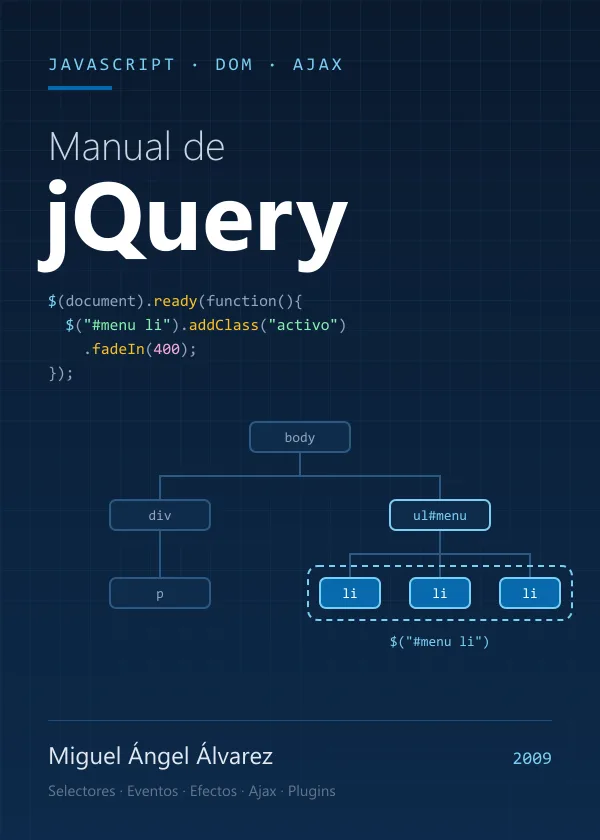 JAVASCRIPT · DOM · AJAX
Manual de
jQuery
$(document).ready(function(){
  $("#menu li").addClass("activo")
    .fadeIn(400);
});
body
div
ul#menu
p
li
li
li
$("#menu li")
Miguel Ángel Álvarez
2009
Selectores · Eventos · Efectos · Ajax · Plugins